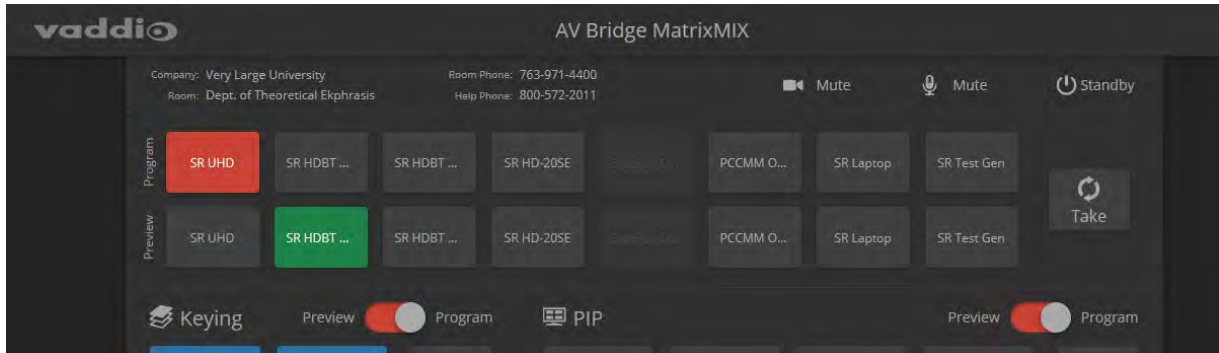 vaddio
AV Bridge MatrixMIX
Company: Very Large University
Room: Dept. of Theoretical Ekphrasis
Room Phone: 763-971-4400
Help Phone: 800-572-2011
Mute
Mute
Standby
Program
SR UHD
SR HDBT ...
SR HDBT ...
SR HD-20SE
PCCMM O...
SR Laptop
SR Test Gen
Take
Preview
SR UHD
SR HDBT ...
SR HDBT ...
SR HD-20SE
PCCMM O...
SR Laptop
SR Test Gen
Keying
Preview
Program
PIP
Preview
Program